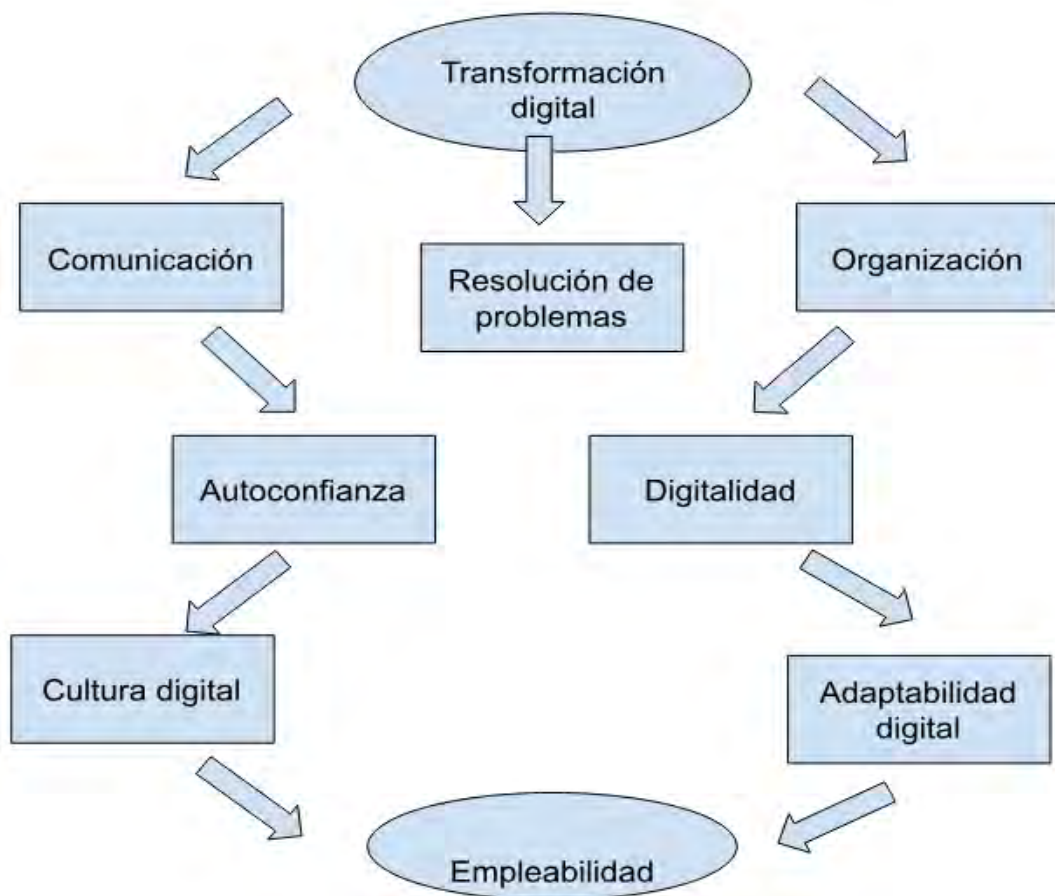 Transformación
digital
Comunicación
Resolución de
problemas
Organización
Autoconfianza
Digitalidad
Cultura digital
Adaptabilidad
digital
Empleabilidad